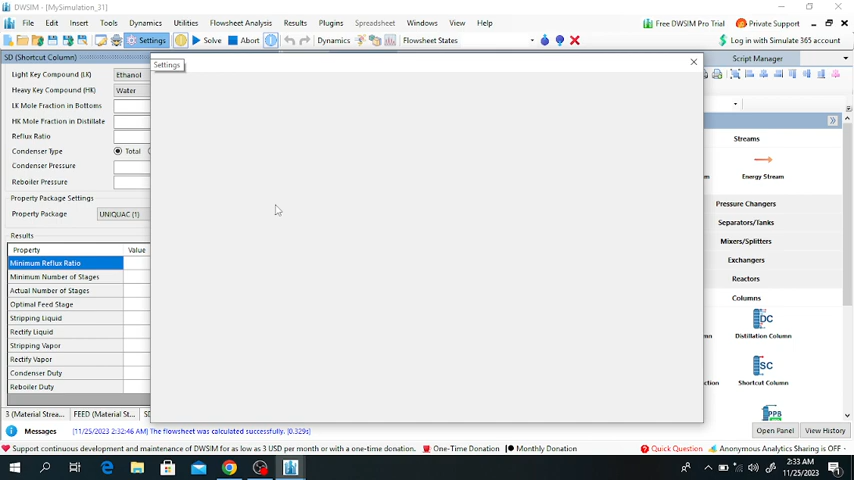 DWSIM - [MySimulation_31]
File Edit Tools Dynamics Utilities Flowsheet Analysis Results Plugins Spreadsheet Windows View Help
Free DWSIM Pro Trial Private Support
Settings Solve Abort Dynamics Flowsheet States Log in with Simulate 365 account
SD (Shortcut Column)
Settings
Script Manager
Light Key Compound (LK) Ethanol
Heavy Key Compound (HK) Water
LK Mole Fraction in Bottoms
HK Mole Fraction in Distillate
Reflux Ratio
Condenser Type Total
Condenser Pressure
Reboiler Pressure
Property Package Settings
Property Package UNIQUAC (1)
Results
Property Value
Minimum Reflux Ratio
Minimum Number of Stages
Actual Number of Stages
Optimal Feed Stage
Stripping Liquid
Rectify Liquid
Stripping Vapor
Rectify Vapor
Condenser Duty
Reboiler Duty
3 (Material Strea... FEED (Material St... SD
Streams
am
Energy Stream
Pressure Changers
Separators/Tanks
Mixers/Splitters
Exchangers
Reactors
Columns
DC
mn
Distillation Column
SC
ction
Shortcut Column
PPB
Messages [11/25/2023 2:32:46 AM] The flowsheet was calculated successfully. [0.329s]
Open Panel View History
Support continuous development and maintenance of DWSIM for as low as 3 USD per month or with a one-time donation. One-Time Donation Monthly Donation Quick Question Anonymous Analytics Sharing is OFF
2:33 AM
11/25/2023